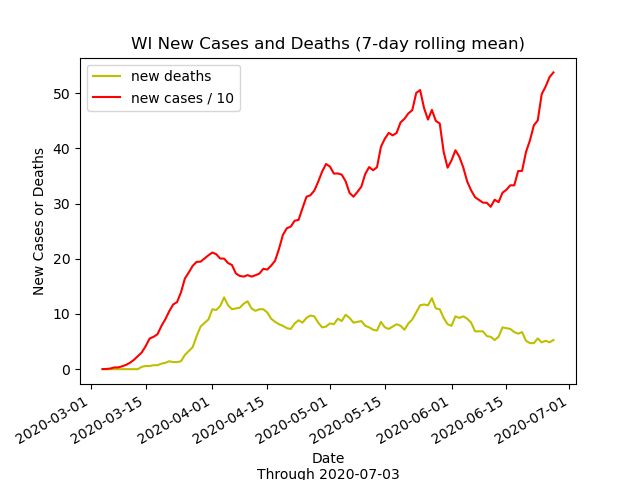 WI New Cases and Deaths (7-day rolling mean)
new deaths
new cases / 10
New Cases or Deaths
50
40
30
20
10
0
2020-03-01
2020-03-15
2020-04-01
2020-04-15
2020-05-01
2020-05-15
2020-06-01
2020-06-15
2020-07-01
Date
Through 2020-07-03